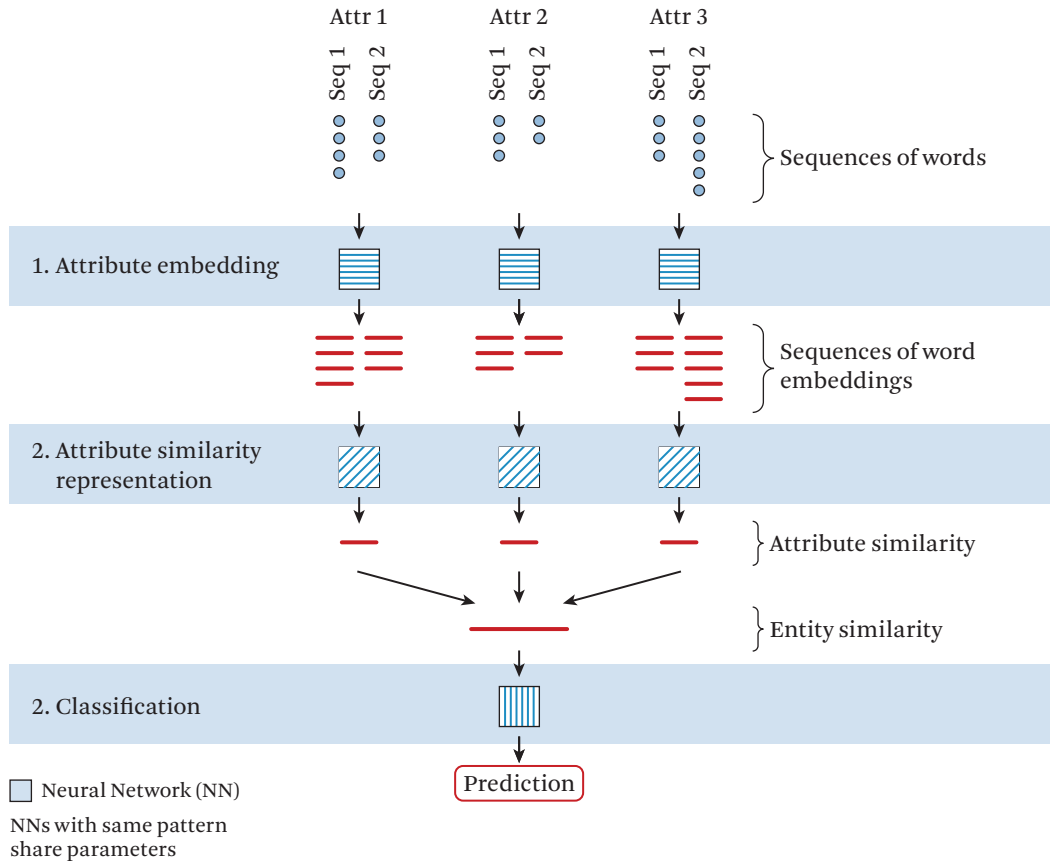 Attr 1 Attr 2 Attr 3
Seq 1 Seq 2 Seq 1 Seq 2 Seq 1 Seq 2
Sequences of words
1. Attribute embedding
Sequences of word
embeddings
2. Attribute similarity
representation
Attribute similarity
Entity similarity
2. Classification
Prediction
Neural Network (NN)
NNs with same pattern
share parameters